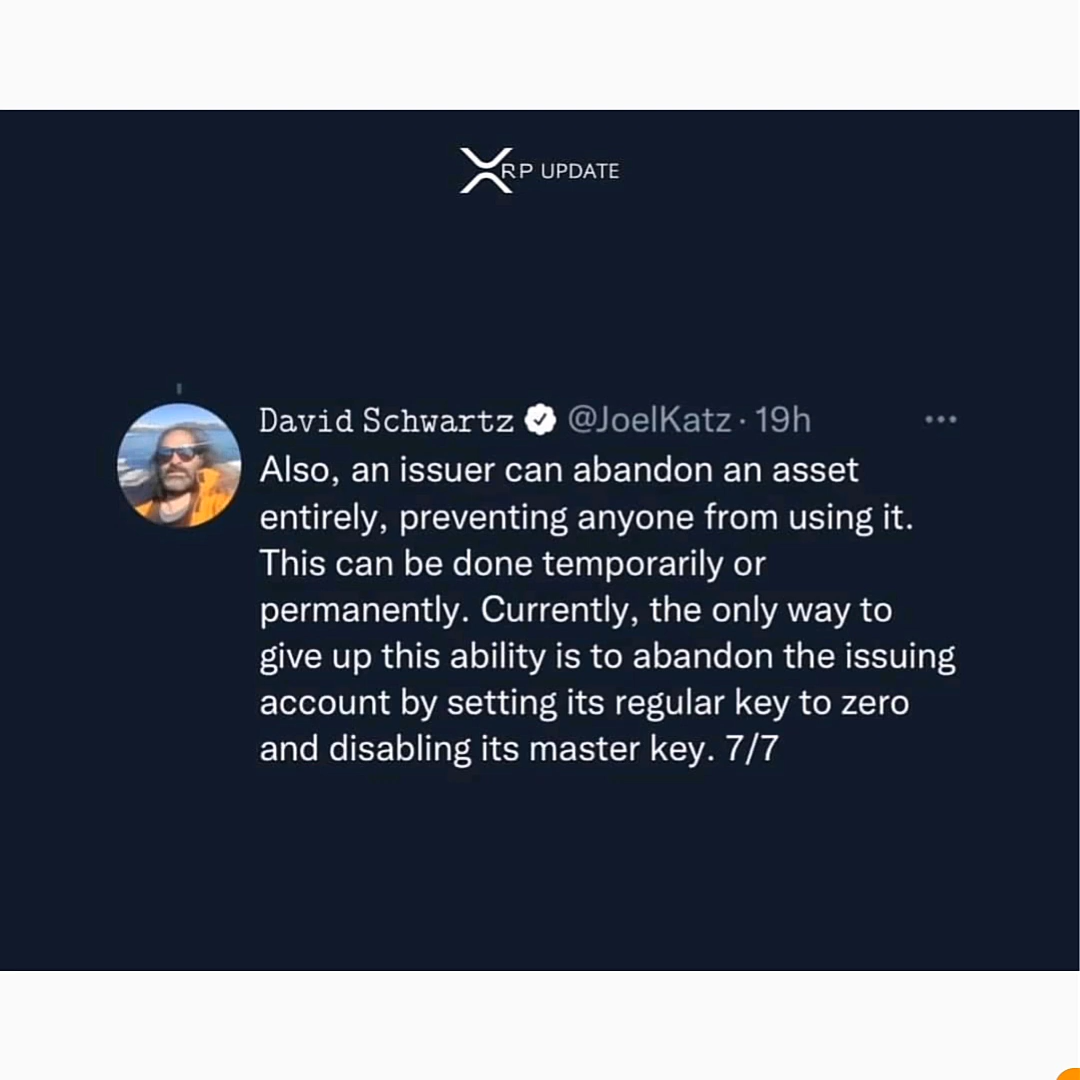 XRP UPDATE
David Schwartz @JoelKatz · 19h
Also, an issuer can abandon an asset
entirely, preventing anyone from using it.
This can be done temporarily or
permanently. Currently, the only way to
give up this ability is to abandon the issuing
account by setting its regular key to zero
and disabling its master key. 7/7